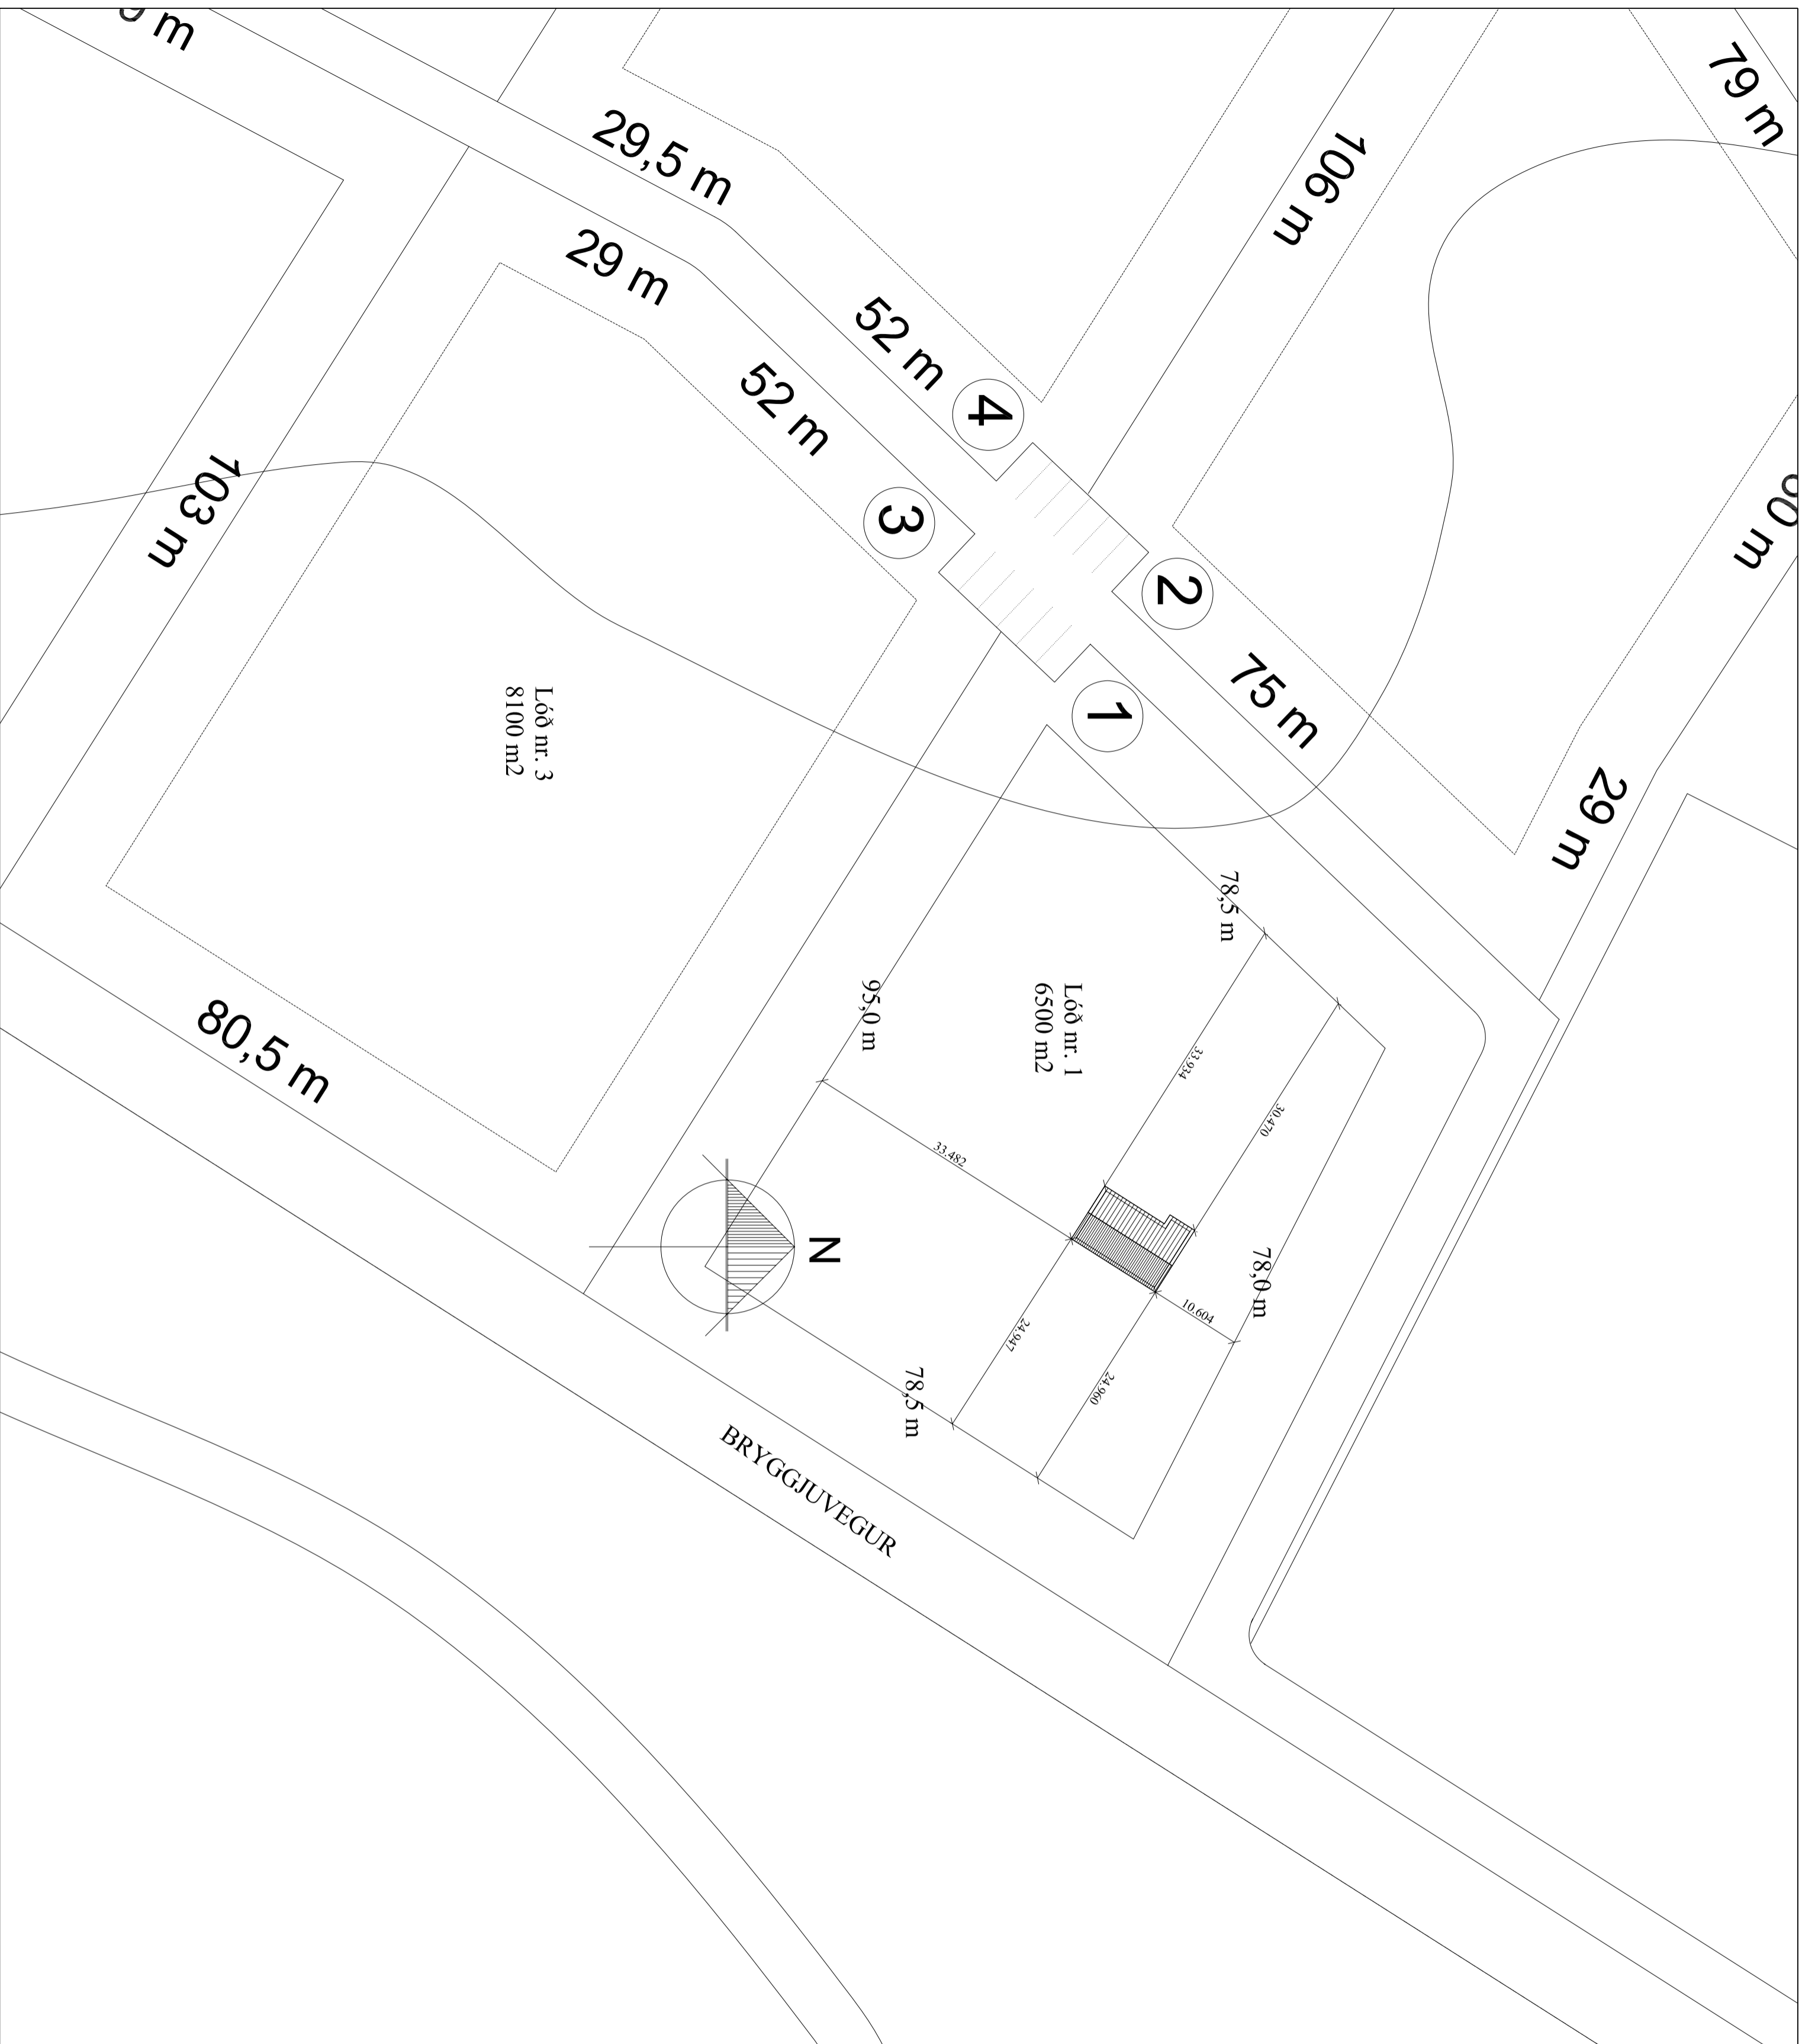 9 m
79 m
29,5 m
106 m
29 m
52 m
52 m
4
3
2
1
103 m
60 m
75 m
29 m
Lóð nr. 3
8100 m2
78,5 m
95,0 m
Lóð nr. 1
6500 m2
33.934
30.470
33.482
80,5 m
N
78,0 m
10.604
24.947
24.960
78,5 m
BRYGGJUVEGUR